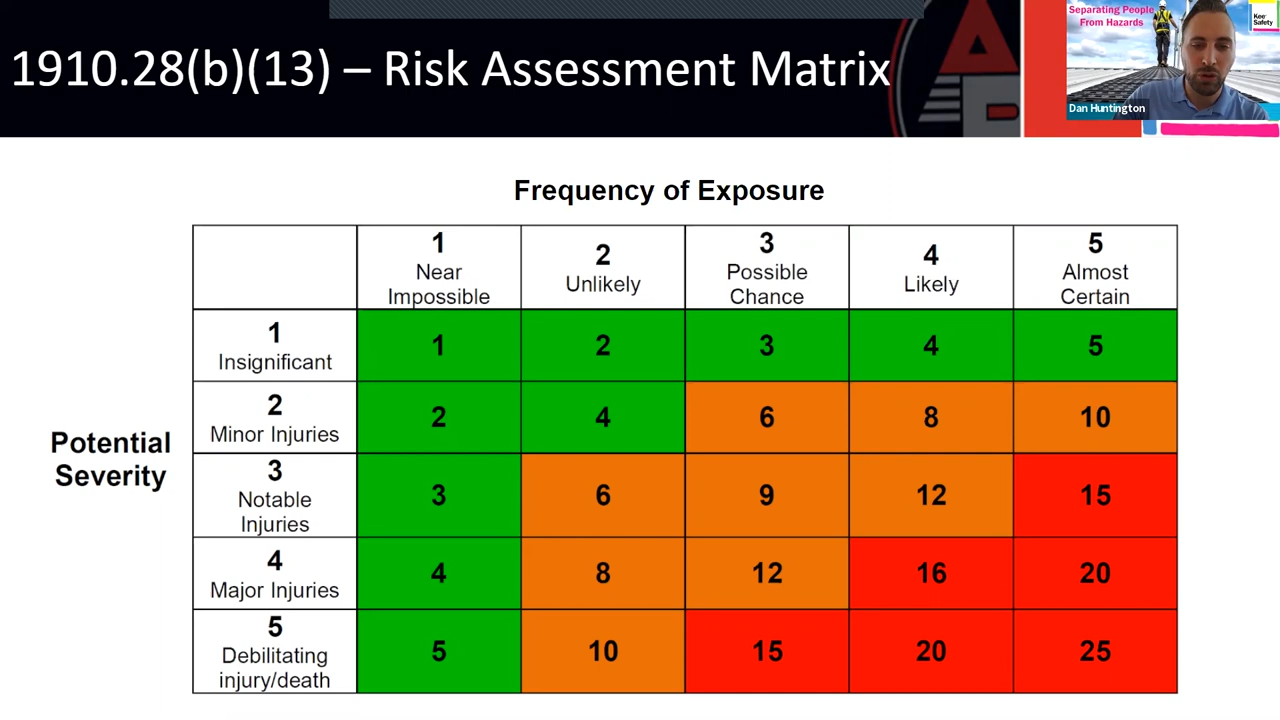 1910.28(b)(13) – Risk Assessment Matrix
Separating People
From Hazards
Kee
Safety
Dan Huntington
Frequency of Exposure
1
Near
Impossible
2
Unlikely
3
Possible
Chance
4
Likely
5
Almost
Certain
Potential
Severity
1
Insignificant
1
2
3
4
5
2
Minor Injuries
2
4
6
8
10
3
Notable
Injuries
3
6
9
12
15
4
Major Injuries
4
8
12
16
20
5
Debilitating
injury/death
5
10
15
20
25